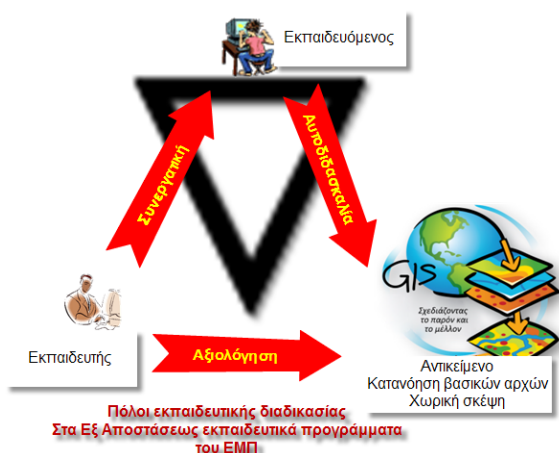 Εκπαιδευόμενος
Συνεργατική
Αυτοδιδασκαλία
GIS
Σχεδιάζοντας
το παρόν και
το μέλλον
Εκπαιδευτής
Αξιολόγηση
Αντικείμενο
Κατανόηση βασικών αρχών
Χωρική σκέψη
Πόλοι εκπαιδευτικής διαδικασίας
Στα Εξ Αποστάσεως εκπαιδευτικά προγράμματα
του ΕΜΠ